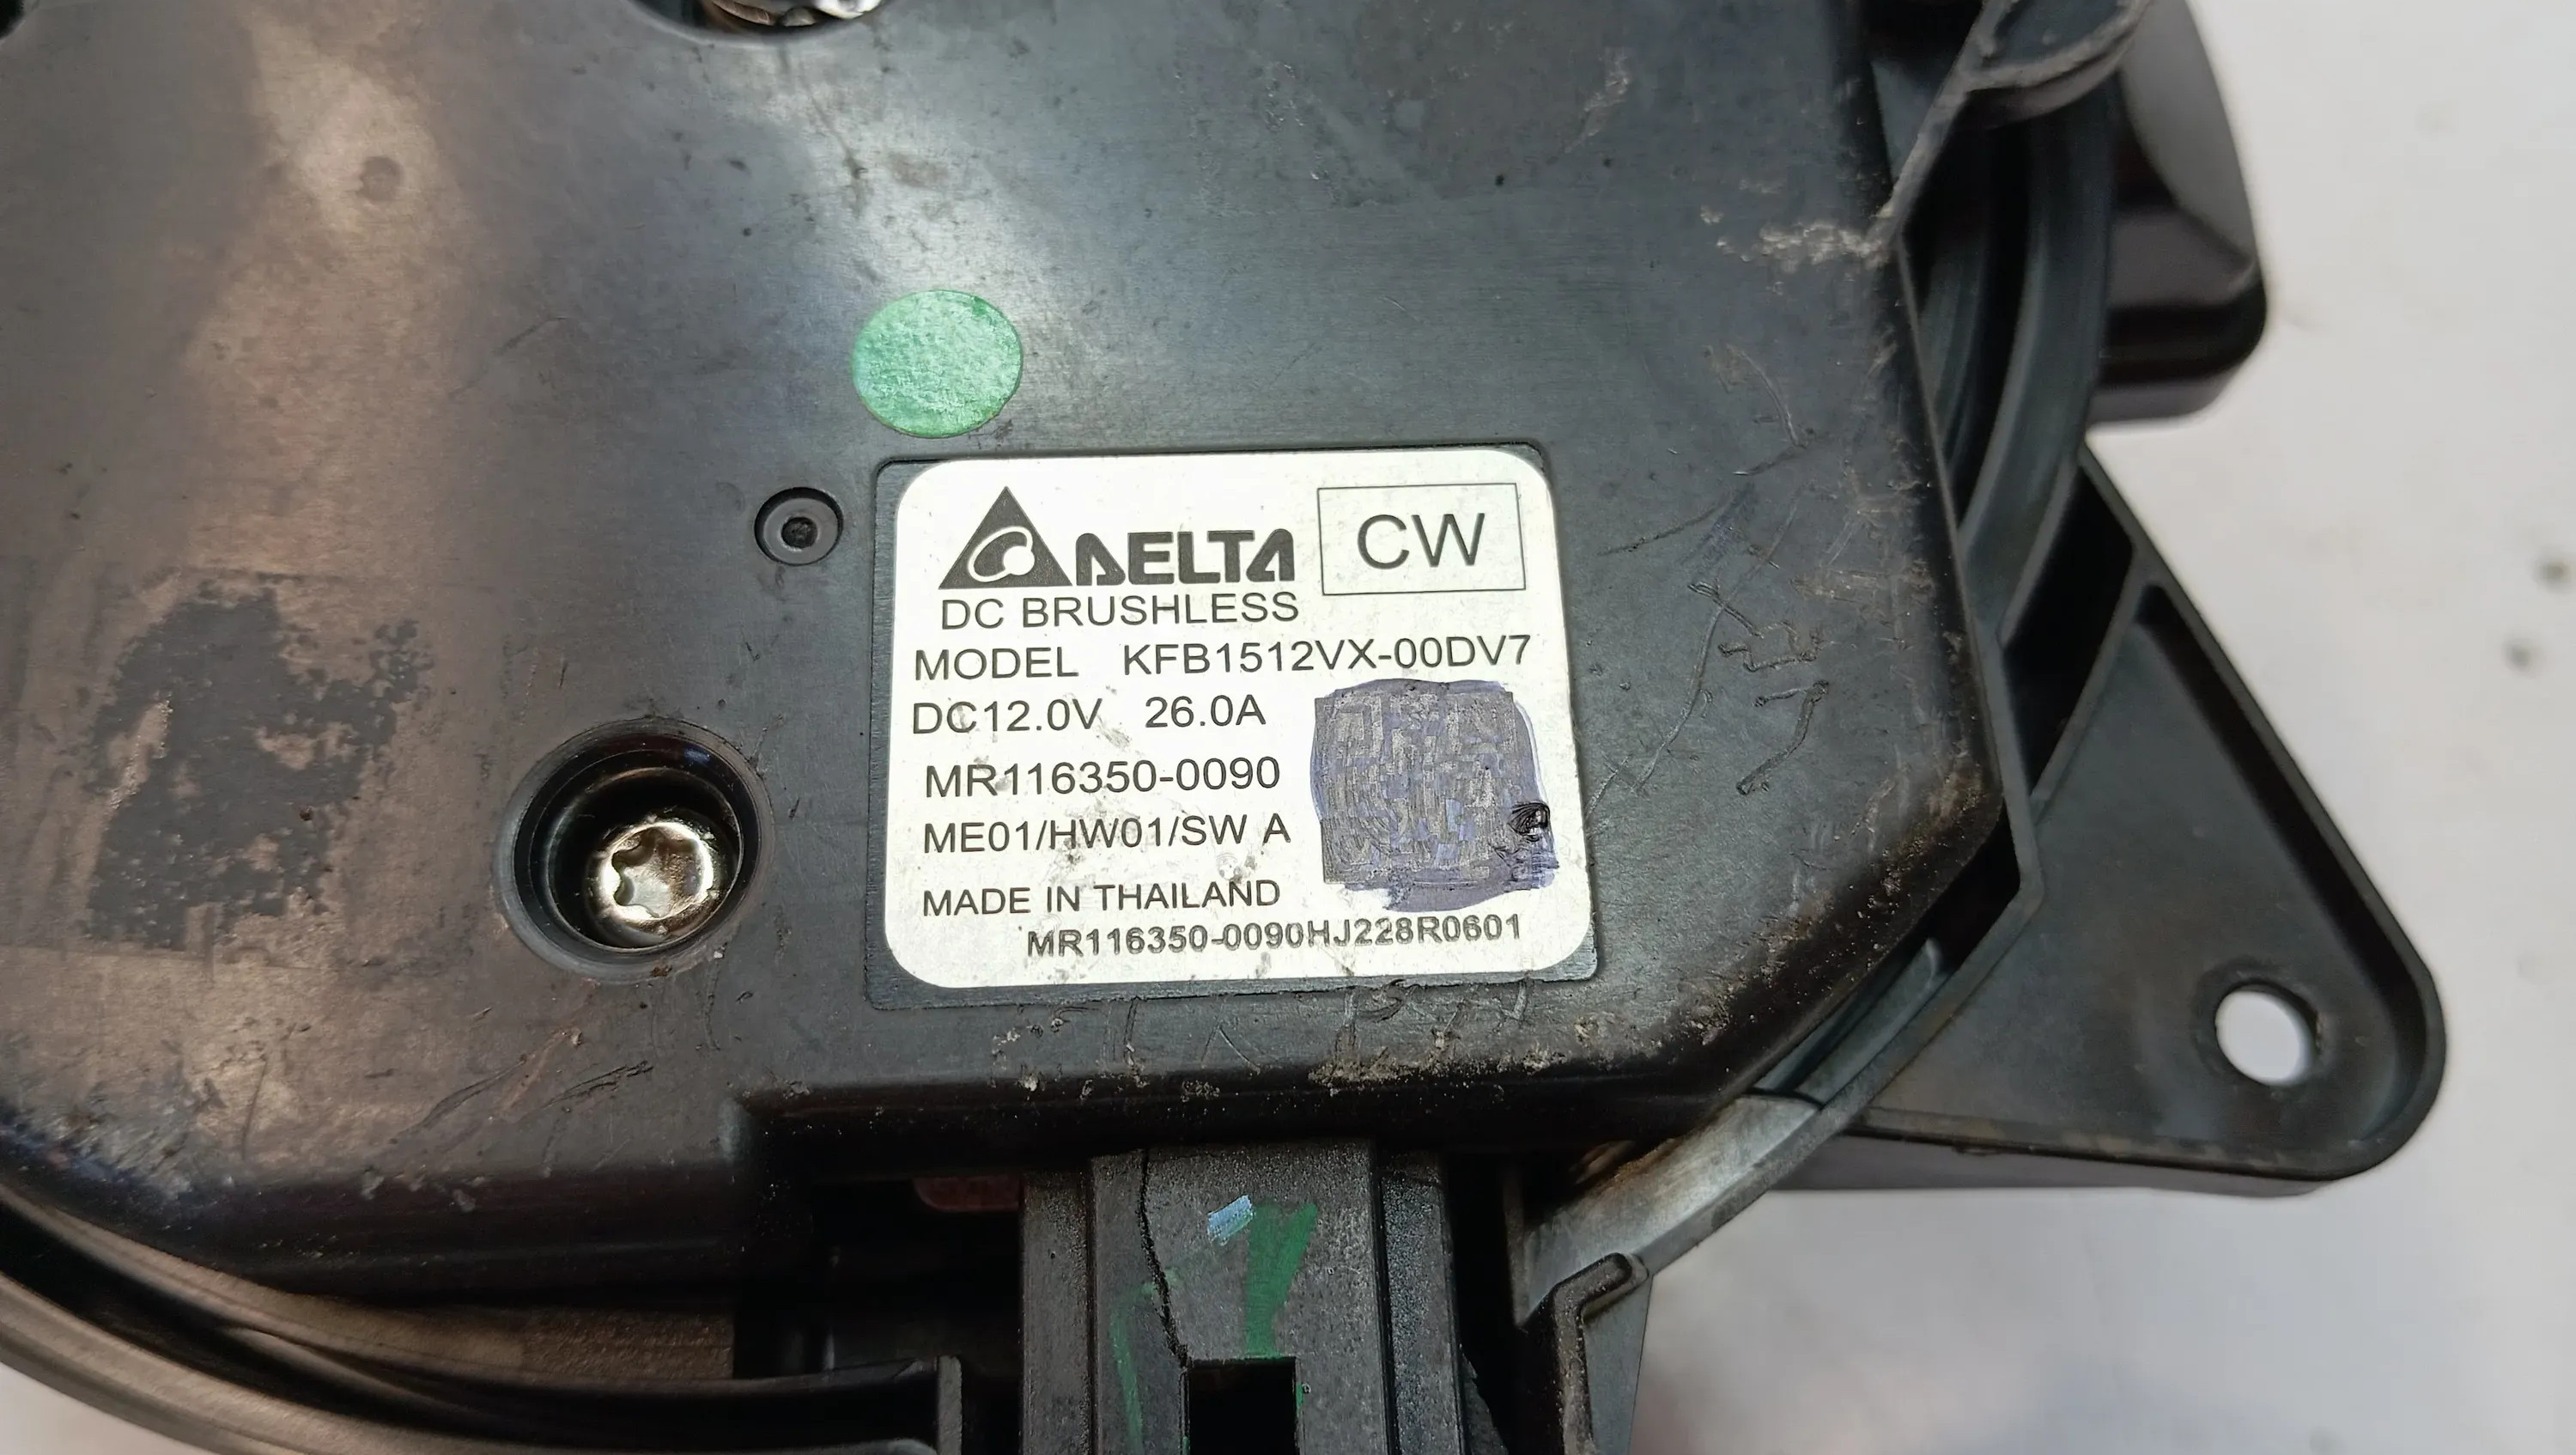 DELTA CW
DC BRUSHLESS
MODEL KFB1512VX-00DV7
DC12.0V 26.0A
MR116350-0090
ME01/HW01/SW A
MADE IN THAILAND
MR116350-0090HJ228R0601